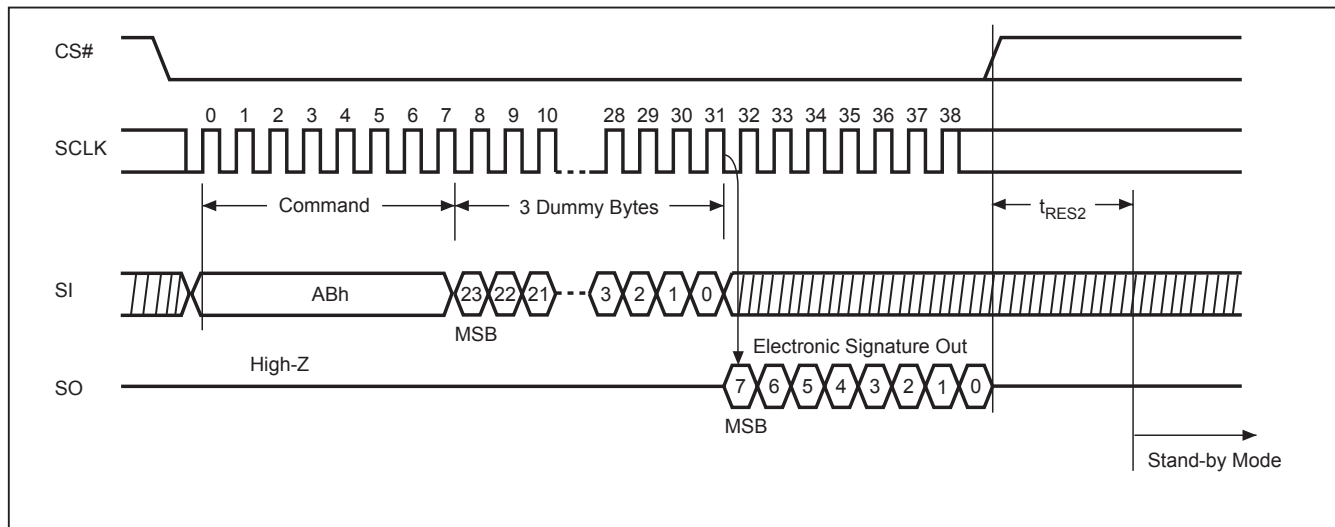 CS#
0 1 2 3 4 5 6 7 8 9 10 28 29 30 31 32 33 34 35 36 37 38
SCLK
Command
3 Dummy Bytes
tRES2
SI
ABh
23 22 21 3 2 1 0
MSB
High-Z
Electronic Signature Out
SO
7 6 5 4 3 2 1 0
MSB
Stand-by Mode